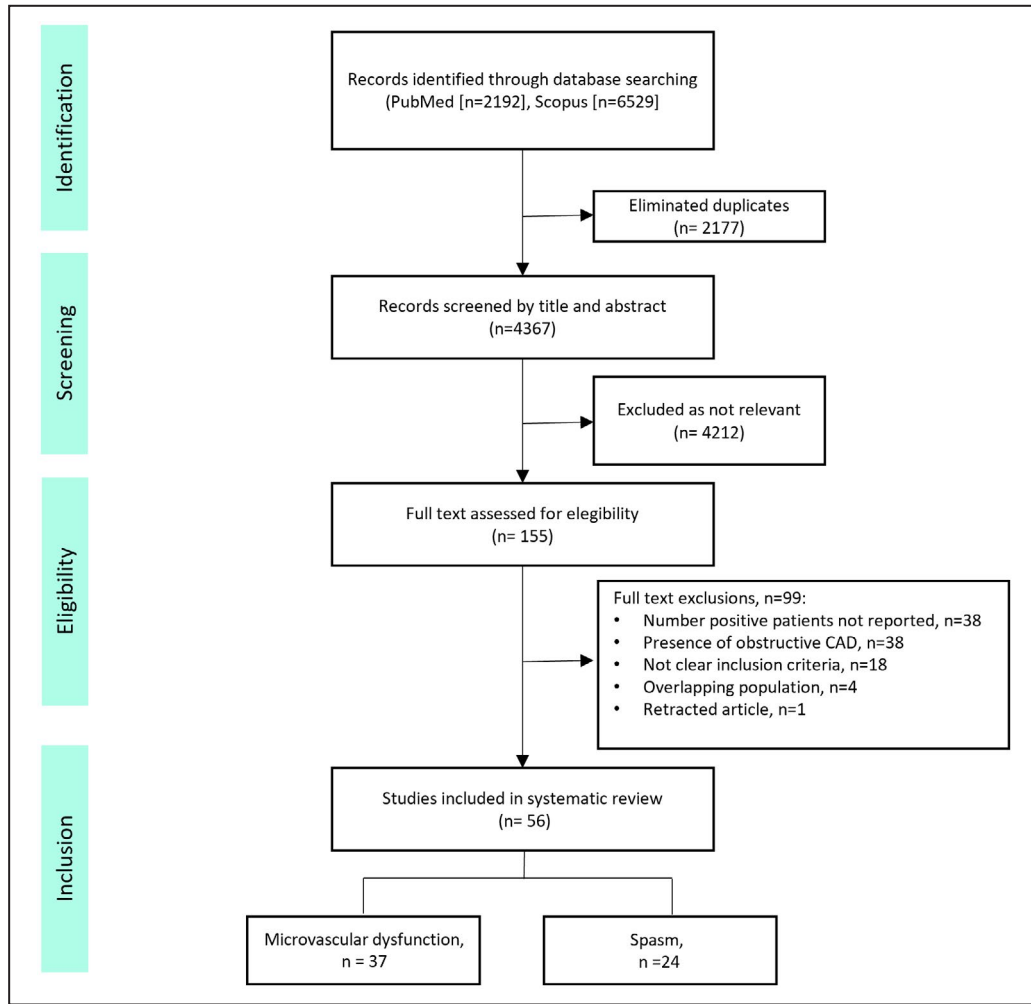 Identification
Records identified through database searching
(PubMed [n=2192], Scopus [n=6529]
Eliminated duplicates
(n= 2177)
Screening
Records screened by title and abstract
(n=4367)
Excluded as not relevant
(n= 4212)
Eligibility
Full text assessed for elegibility
(n= 155)
Full text exclusions, n=99:
• Number positive patients not reported, n=38
• Presence of obstructive CAD, n=38
• Not clear inclusion criteria, n=18
• Overlapping population, n=4
• Retracted article, n=1
Inclusion
Studies included in systematic review
(n= 56)
Microvascular dysfunction,
n = 37
Spasm,
n =24